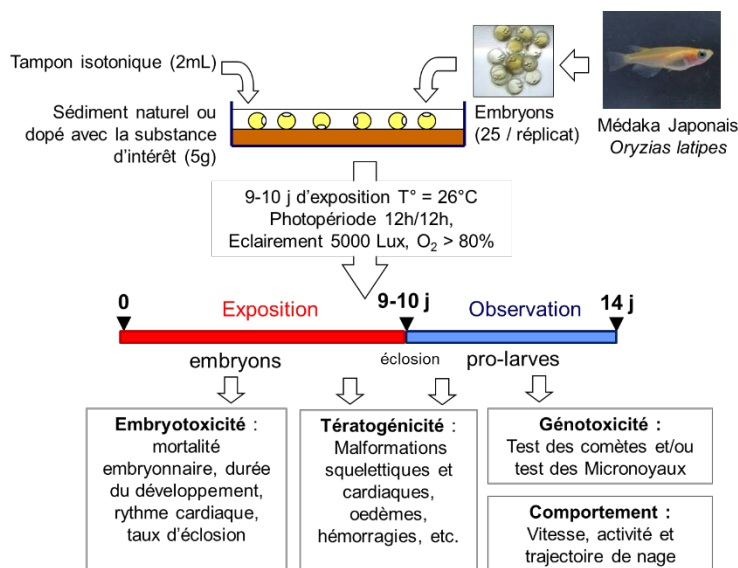 Tampon isotonique (2mL)
Sédiment naturel ou
dopé avec la substance
d'intérêt (5g)
Embryons
(25 / réplicat)
Médaka Japonais
Oryzias latipes
9-10 j d'exposition T° = 26°C
Photopériode 12h/12h,
Eclairement 5000 Lux, O₂ > 80%
0
Exposition
9-10 j
Observation
14 j
embryons
éclosion
pro-larves
Embryotoxicité :
mortalité
embryonnaire, durée
du développement,
rythme cardiaque,
taux d'éclosion
Tératogénicité :
Malformations
squelettiques et
cardiaques,
oedèmes,
hémorragies, etc.
Génotoxicité :
Test des comètes et/ou
test des Micronoyaux
Comportement :
Vitesse, activité et
trajectoire de nage